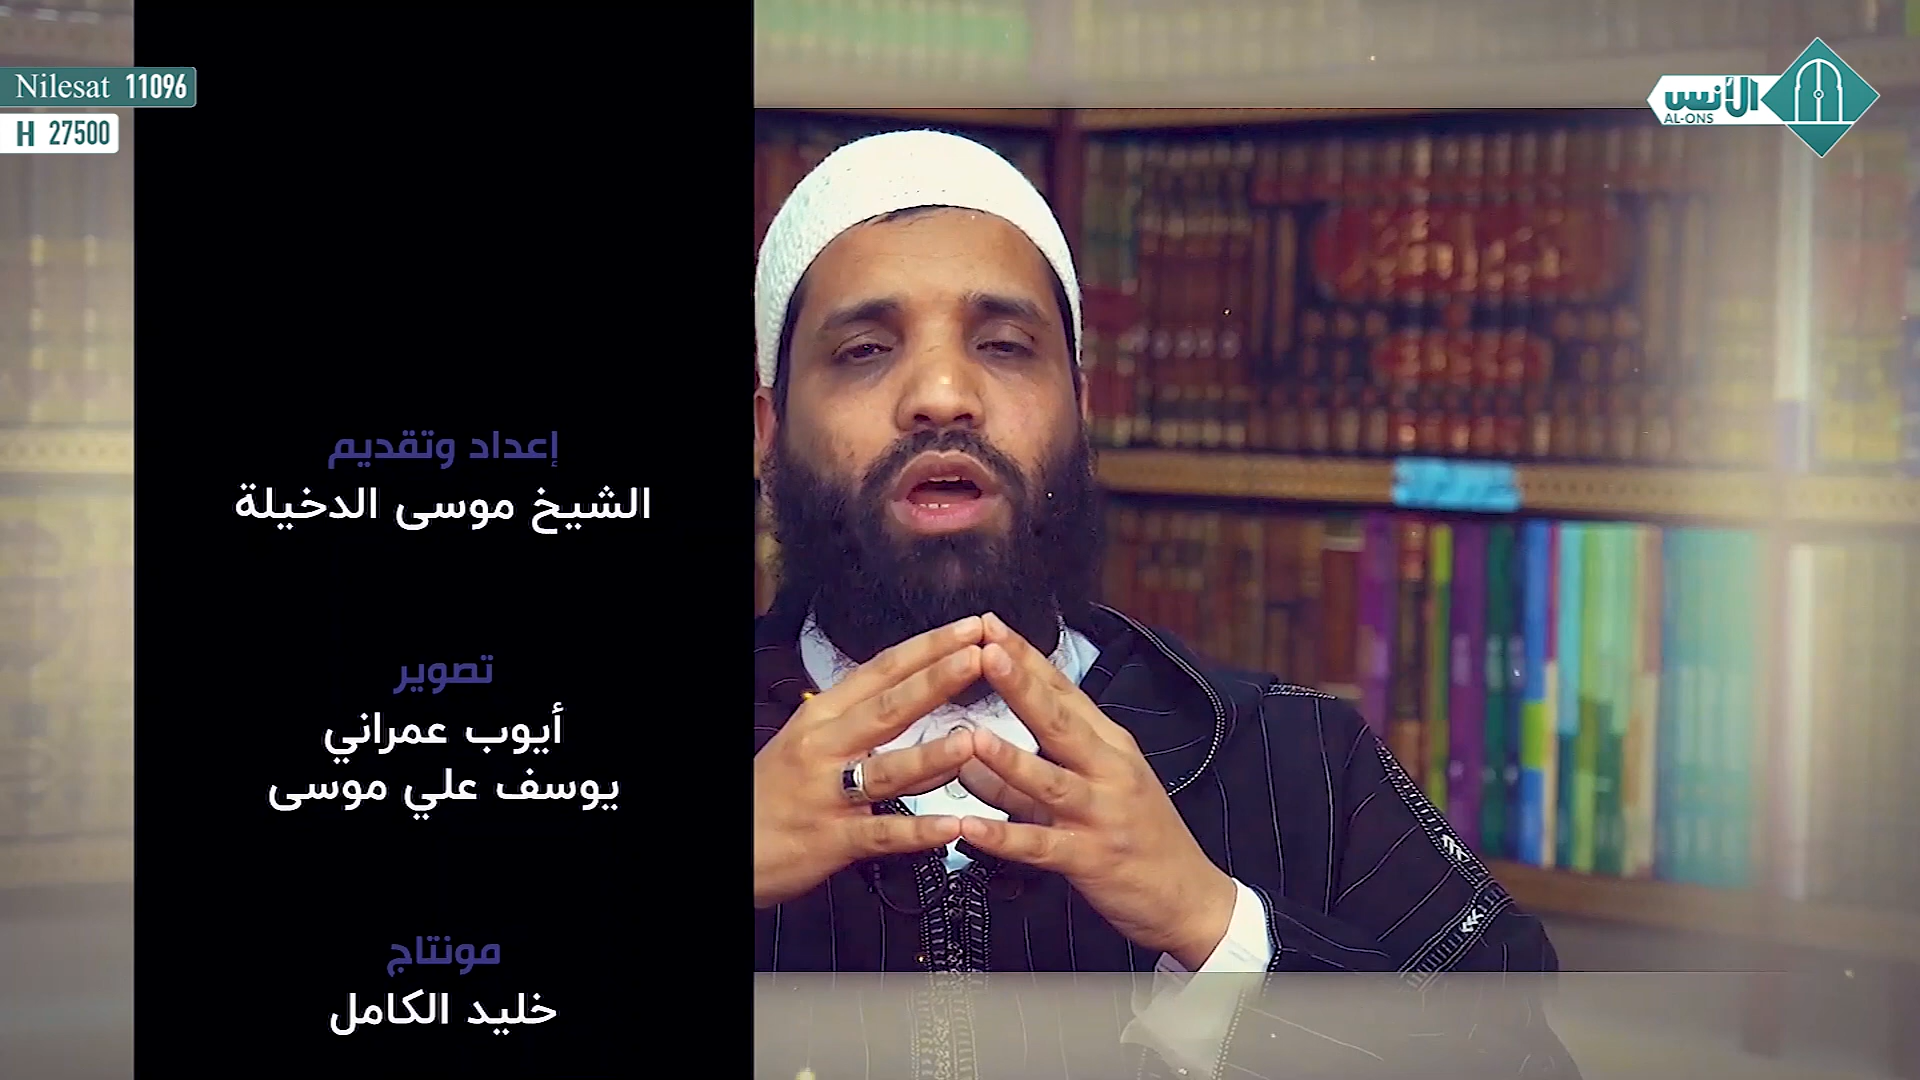 Nilesat 11096
H 27500
الأنس
AL-ONS
إعداد وتقديم
الشيخ موسى الدخيلة
تصوير
أيوب عمراني
يوسف علي موسى
مونتاج
خليد الكامل